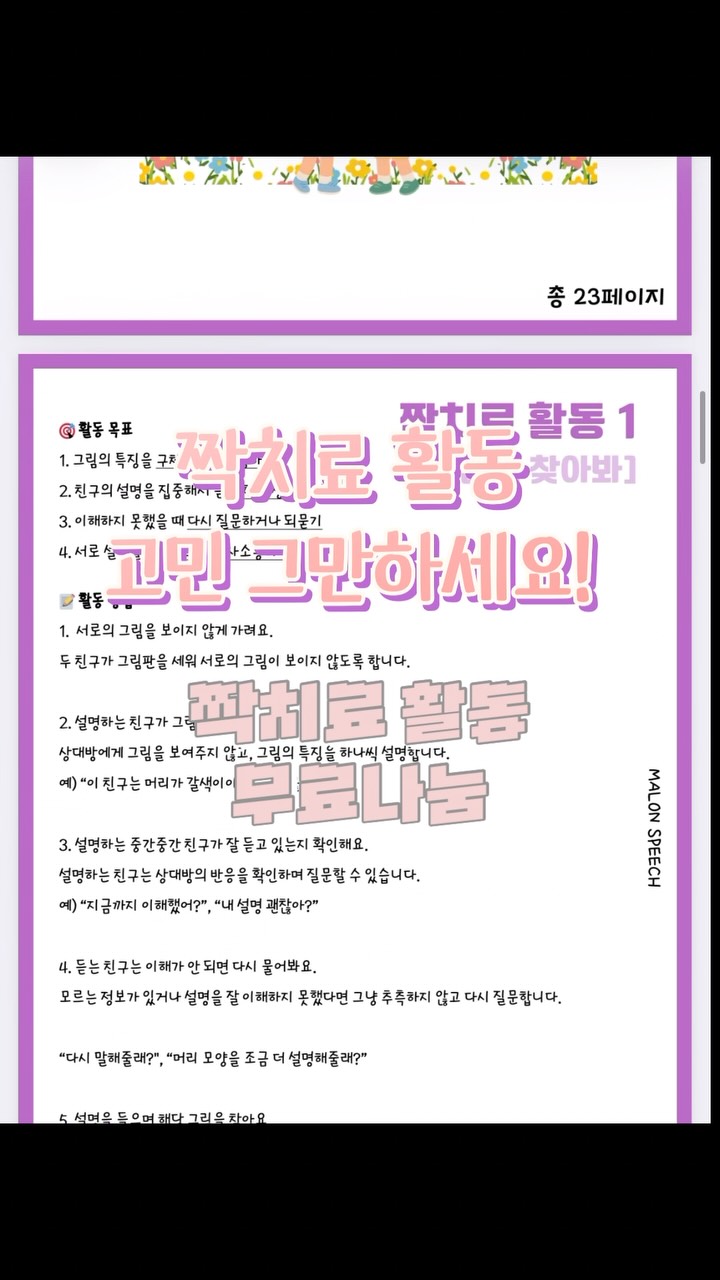 총 23페이지
짝치료 활동 1
찾아봐]
🎯 활동 목표
1. 그림의 특징을
2. 친구의 설명을 집중해서
3. 이해하지 못했을 때 다시 질문하거나 되묻기
4. 서로
짝치료 활동
고민 그만하세요!
📝 활동
1. 서로의 그림을 보이지 않게 가려요.
두 친구가 그림판을 세워 서로의 그림이 보이지 않도록 합니다.
짝치료 활동
무료나눔
2. 설명하는 친구가
상대방에게 그림을 보여주지 않고, 그림의 특징을 하나씩 설명합니다.
예) “이 친구는 머리가 갈색이
3. 설명하는 중간중간 친구가 잘 듣고 있는지 확인해요.
설명하는 친구는 상대방의 반응을 확인하며 질문할 수 있습니다.
예) “지금까지 이해했어?”, “내 설명 괜찮아?”
4. 듣는 친구는 이해가 안 되면 다시 물어봐요.
모르는 정보가 있거나 설명을 잘 이해하지 못했다면 그냥 추측하지 않고 다시 질문합니다.
“다시 말해줄래?", “머리 모양을 조금 더 설명해줄래?”
5. 설명을 들으며 해당 그림을 찾아요
MALON SPEECH